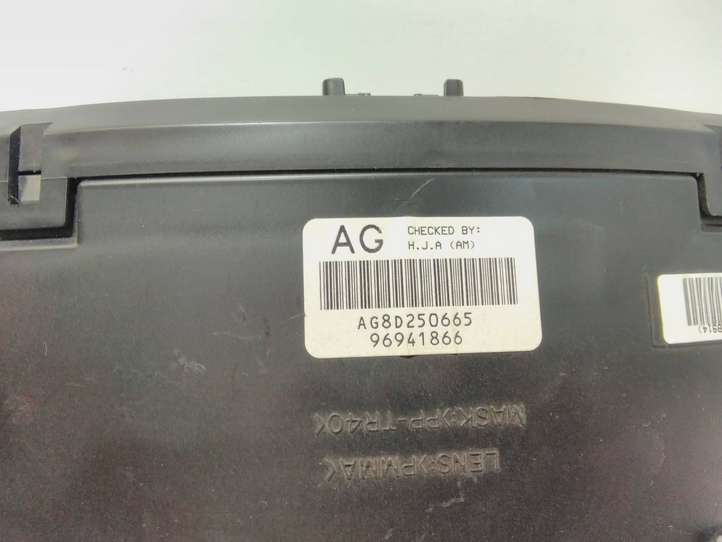 AG
CHECKED BY:
H.J.A (AM)
AG8D250665
96941866
MASK:>PP-TR40<
LENS:>PMMA<